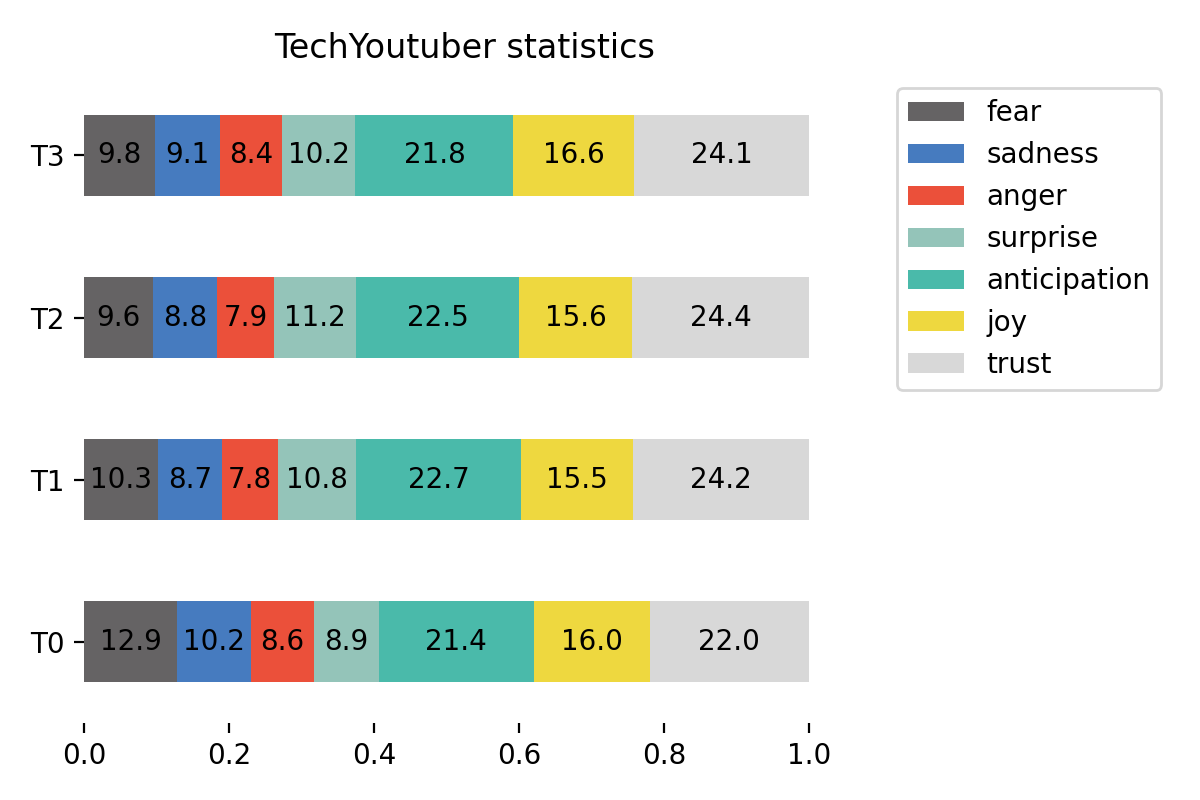 TechYoutuber statistics
fear
sadness
anger
surprise
anticipation
joy
trust
T3 9.8 9.1 8.4 10.2 21.8 16.6 24.1
T2 9.6 8.8 7.9 11.2 22.5 15.6 24.4
T1 10.3 8.7 7.8 10.8 22.7 15.5 24.2
T0 12.9 10.2 8.6 8.9 21.4 16.0 22.0
0.0 0.2 0.4 0.6 0.8 1.0